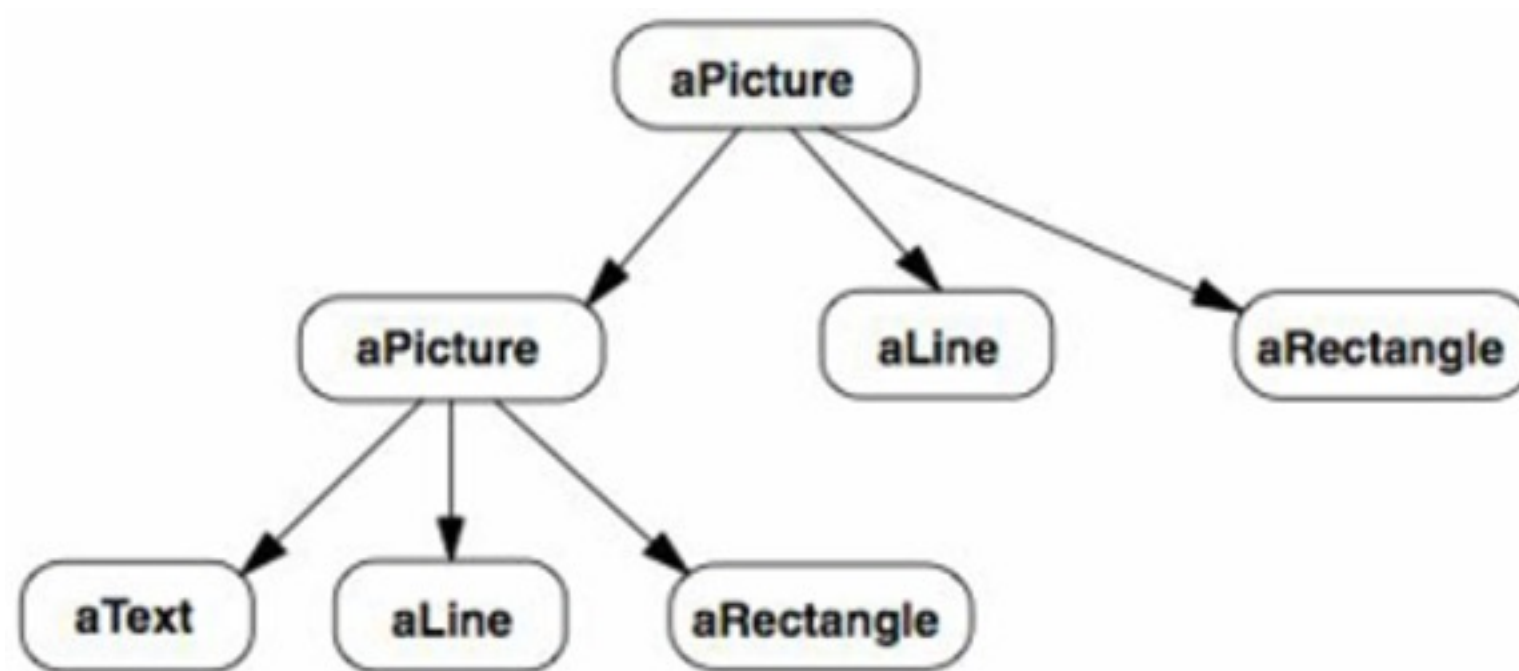 aPicture
aPicture
aLine
aRectangle
aText
aLine
aRectangle